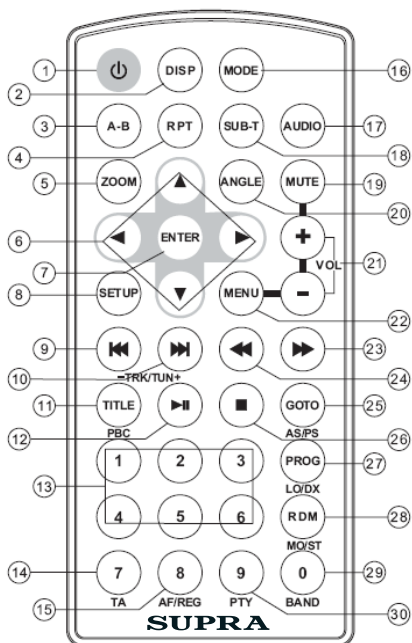 1 DISP MODE 16
2
3 A-B RPT SUB-T AUDIO 17
4 18
5 ZOOM ANGLE MUTE 19
20
6 + 
7 ENTER VOL 21
8 SETUP MENU - 22
9 23
10 -TRK/TUN+ 24
11 TITLE GOTO 25
12 PBC AS/PS 26
1 2 3 PROG 27
13 LO/DX
4 5 6 RDM 28
MO/ST
14 7 8 9 0 29
15 TA AF/REG PTY BAND 30
SUPRA